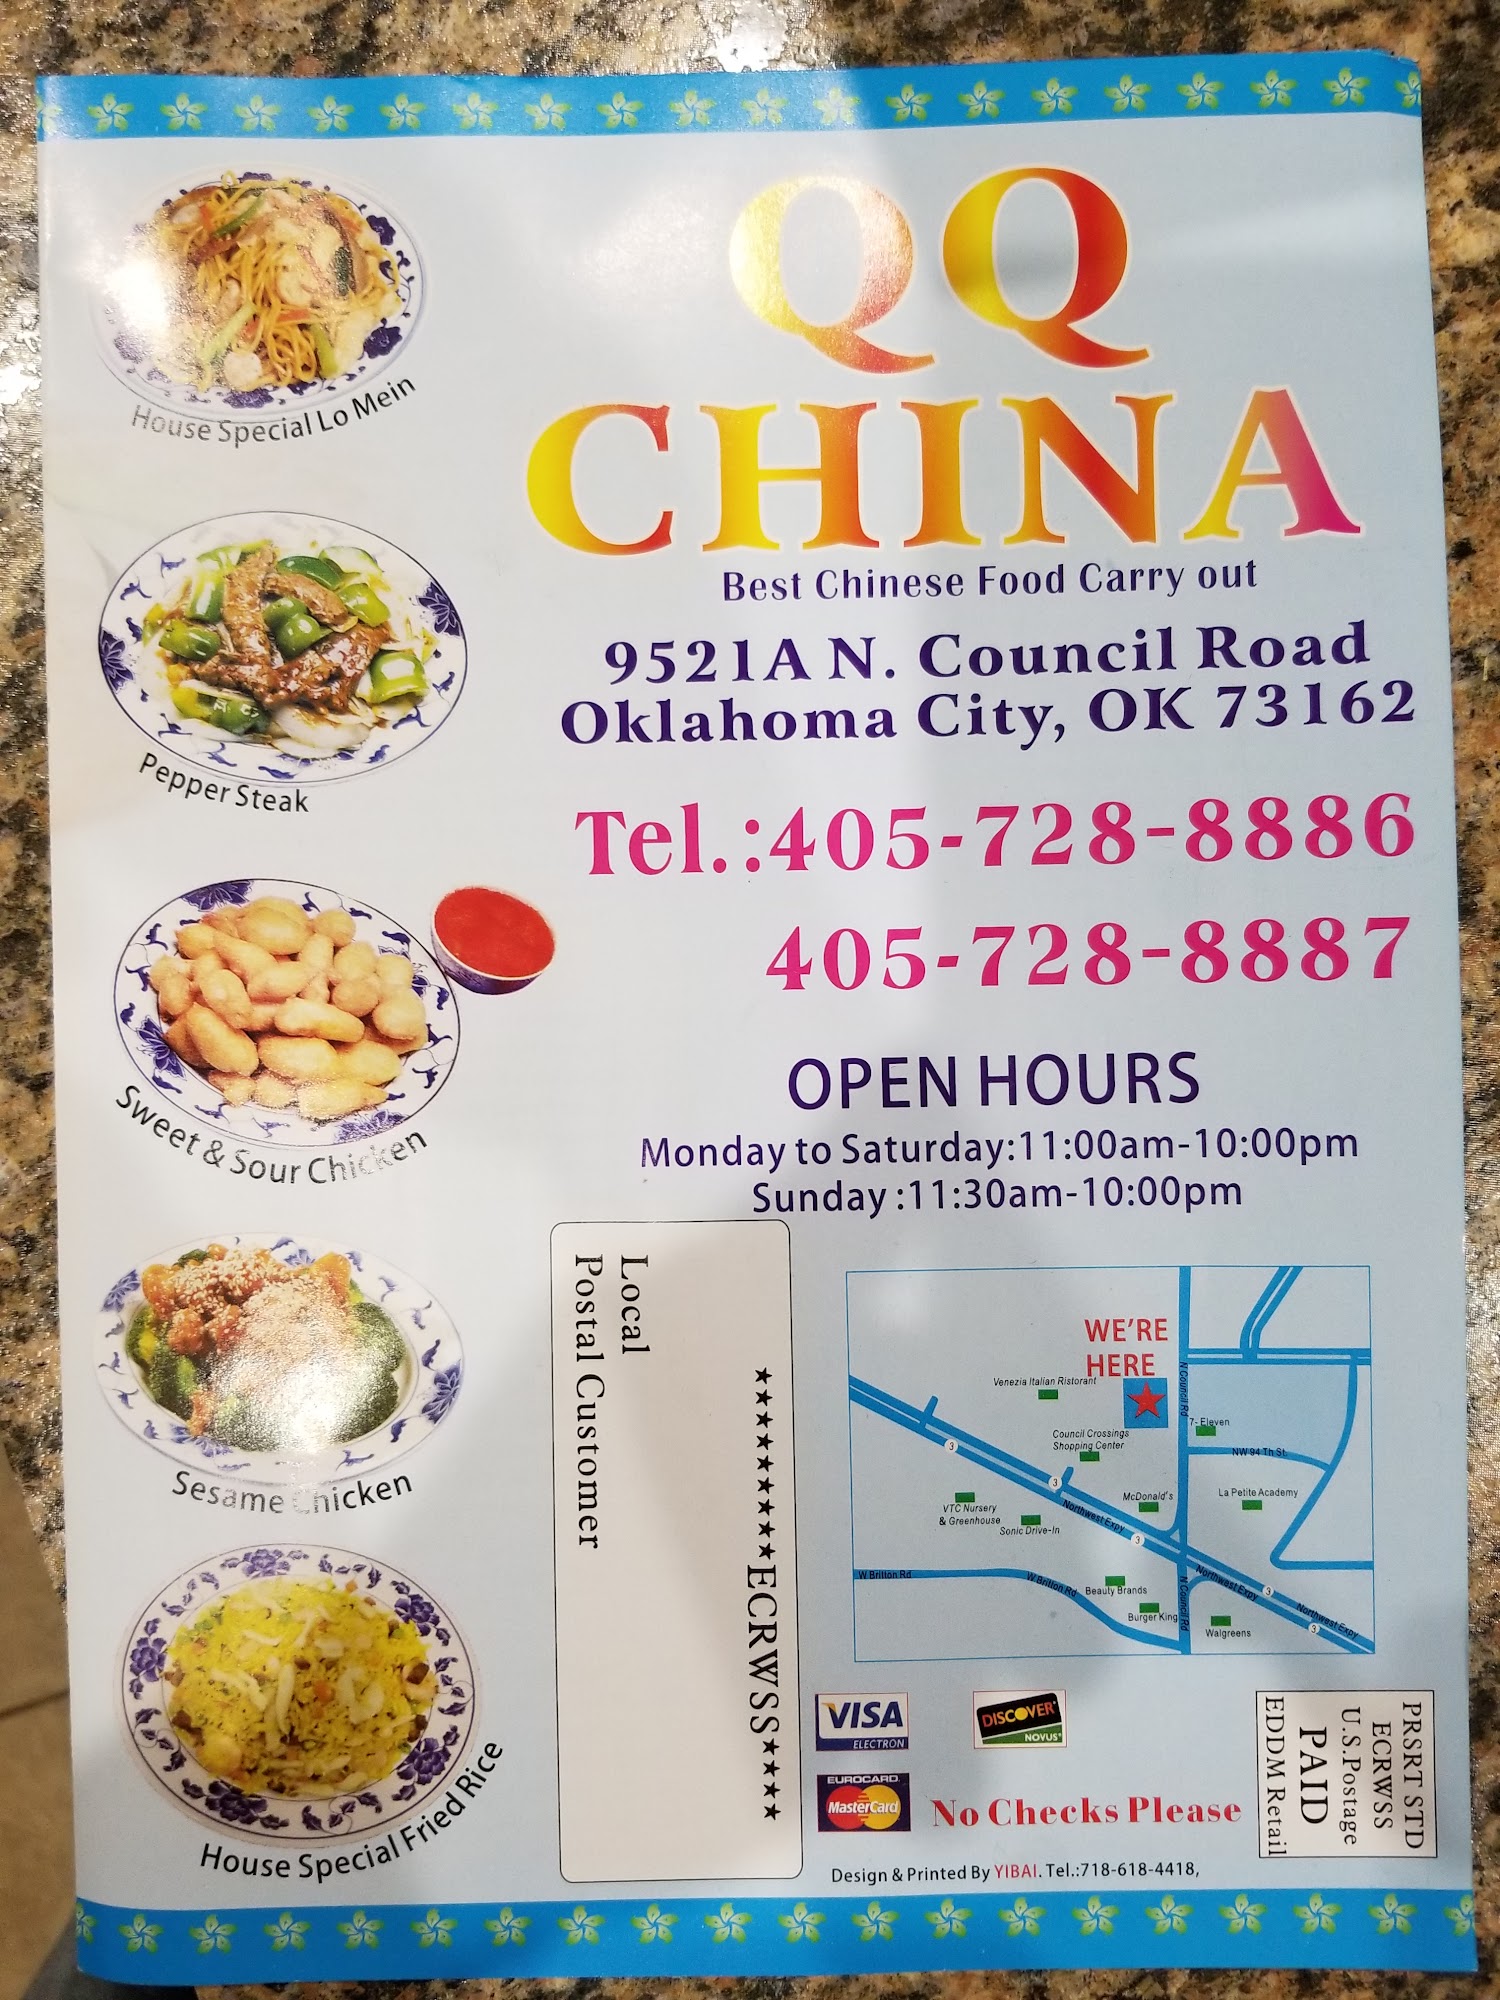 QQ
CHINA
Best Chinese Food Carry out
9521A N. Council Road
Oklahoma City, OK 73162
Tel.:405-728-8886
405-728-8887
OPEN HOURS
Monday to Saturday:11:00am-10:00pm
Sunday :11:30am-10:00pm
House Special Lo Mein
Pepper Steak
Sweet & Sour Chicken
Sesame Chicken
House Special Fried Rice
★★★★★★★★★★★★★ECRWSS★★★★
Local
Postal Customer
WE'RE
HERE
Venezia Italian Ristorant
N Council Rd
7- Eleven
Council Crossings
Shopping Center
NW 94 Th St
3
3
VTC Nursery
& Greenhouse
Sonic Drive-In
McDonald's
La Petite Academy
Northwest Expy
3
W Britton Rd
W Britton Rd
Beauty Brands
Burger King
N Council Rd
Northwest Expy
3
Northwest Expy
3
Walgreens
VISA
ELECTRON
DISCOVER
NOVUS
EUROCARD
MasterCard
No Checks Please
PRSRT STD
ECRWSS
U.S.Postage
PAID
EDDM Retail
Design & Printed By YIBAI. Tel.:718-618-4418,